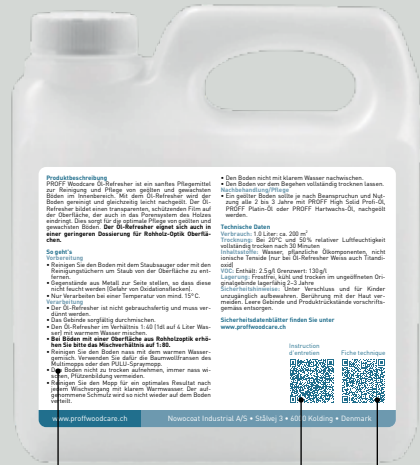 Produktbeschreibung
PROFF Woodcare Öl-Refresher ist ein sanftes Pflegemittel
zur Reinigung und Pflege von geölten und gewachsten
Böden im Innenbereich. Mit dem Öl-Refresher wird der
Boden gereinigt und gleichzeitig leicht nachgeölt. Der Öl-
Refresher bildet einen transparenten, schützenden Film auf
der Oberfläche, der auch in das Porensystem des Holzes
eindringt. Dies sorgt für die optimale Pflege von geölten und
gewachsten Böden. Der Öl-Refresher eignet sich auch in
einer geringeren Dossierung für Rohholz-Optik Oberflä-
chen.
So geht's
Vorbereitung
• Reinigen Sie den Boden mit dem Staubsauger oder mit den
Reinigungstüchern um Staub von der Oberfläche zu ent-
fernen.
• Gegenstände aus Metall zur Seite stellen, so dass diese
nicht feucht werden (Gefahr von Oxidationsflecken).
• Nur Verarbeiten bei einer Temperatur von mind. 15°C.
Verarbeitung
• Der Öl-Refresher ist nicht gebrauchsfertig und muss ver-
dünnt werden.
• Das Gebinde sorgfältig durchmischen.
• Den Öl-Refresher im Verhältnis 1:40 (1dl auf 4 Liter Was-
ser) mit warmem Wasser mischen.
• Bei Böden mit einer Oberfläche aus Rohholzoptik erhö-
hen Sie bitte das Mischverhältnis auf 1:80.
• Reinigen Sie den Boden nass mit dem warmen Wasser-
gemisch. Verwenden Sie dafür die Baumwollfransen des
Multimopps oder den PULU-Spraymopp.
• Den Boden nicht zu trocken aufnehmen, immer nass wi-
schen, Pfützenbildung vermeiden.
• Reinigen Sie den Mopp für ein optimales Resultat nach
jedem Wischvorgang mit klarem Warmwasser. Der auf-
genommene Schmulz wird so nicht wieder auf dem Boden
verteilt.
• Den Boden nicht mit klarem Wasser nachwischen.
• Den Boden vor dem Begehen vollständig trocknen lassen.
Nachbehandlung/Pflege
• Ein geölter Boden sollte je nach Beanspruchung und Nut-
zung alle 2 bis 3 Jahre mit PROFF High Solid Profi-Öl,
PROFF Platin-Öl oder PROFF Hartwachs-Öl, nachgeölt
werden.
Technische Daten
Verbrauch: 1.0 Liter: ca. 200 m²
Trocknung: Bei 20°C und 50% relativer Luftfeuchtigkeit
vollständig trocken nach 30 Minuten
Inhaltsstoffe: Wasser, pflanzliche Ölkomponenten, nicht
ionische Tenside (nur bei Öl-Refresher Weiss auch Titandi-
oxid)
VOC: Enthält: 2.5g/l Grenzwert: 130g/l
Lagerung: Frostfrei, kühl und trocken im ungeöffneten Ori-
ginalgebinde lagerfähig 2–3 Jahre
Sicherheitshinweise: Unter Verschluss und für Kinder
unzugänglich aufbewahren. Berührung mit der Haut ver-
meiden. Leere Gebinde und Produktrückstände vorschrifts-
gemäss entsorgen.
Sicherheitsdatenblätter finden Sie unter
www.proffwoodcare.ch
Instruction
d'entretien
Fiche technique
www.proffwoodcare.ch
Nowocoat Industrial A/S • Stålvej 3 • 6000 Kolding • Denmark